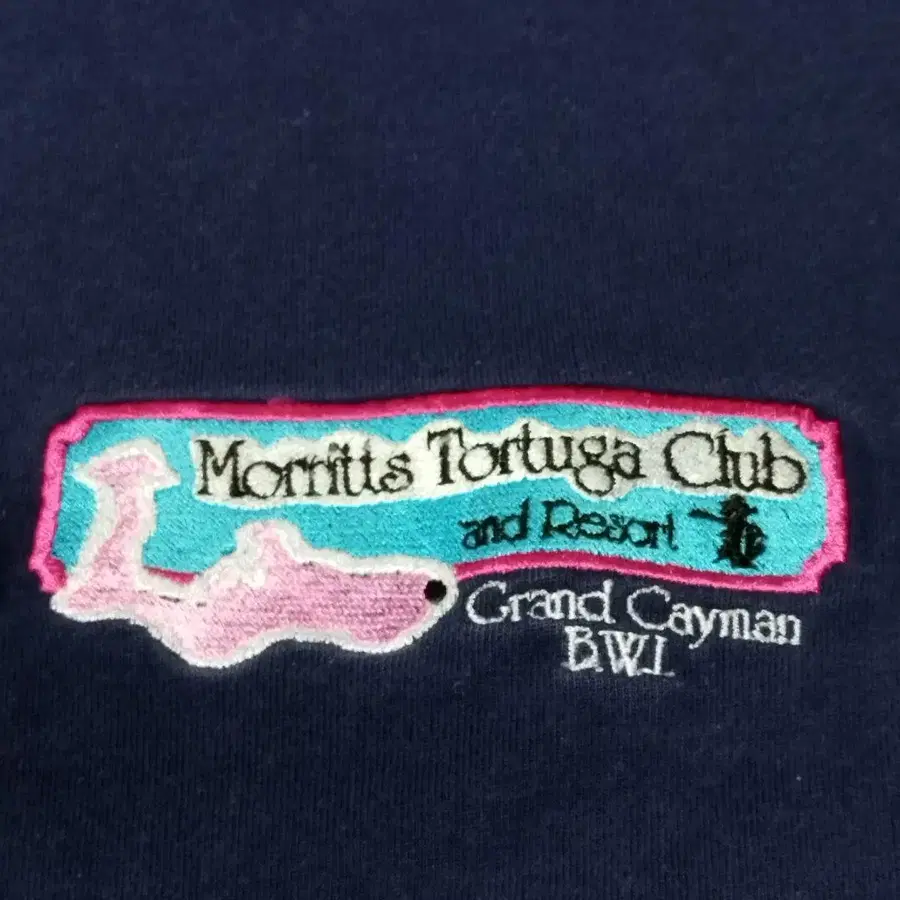 Morritts Tortuga Club
and Resort
Grand Cayman
B.W.I.